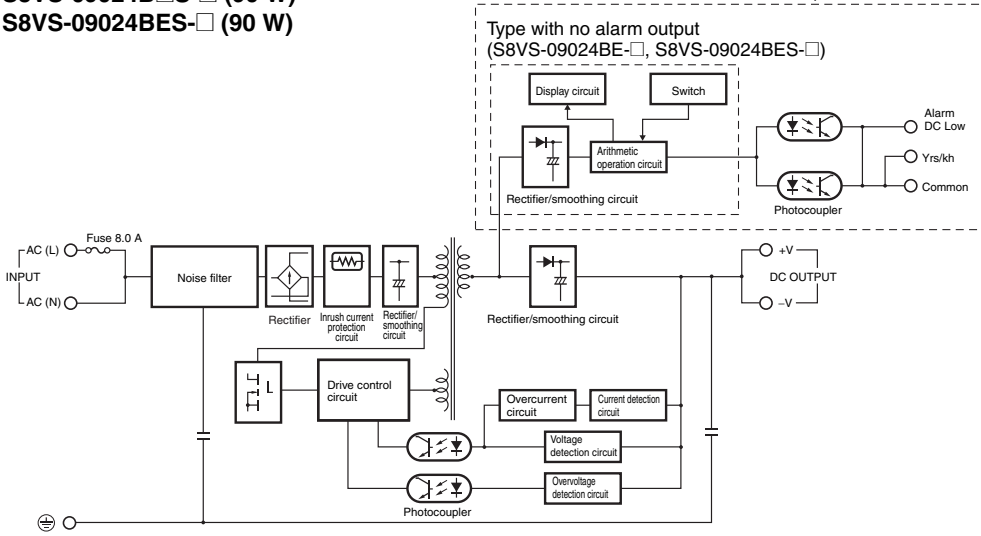 S8VS-09024BES-□ (90 W)
Type with no alarm output
(S8VS-09024BE-□, S8VS-09024BES-□)
Display circuit
Switch
Arithmetic
operation circuit
Rectifier/smoothing circuit
Photocoupler
Alarm
DC Low
Yrs/kh
Common
INPUT
AC (L)
AC (N)
Fuse 8.0 A
Noise filter
Rectifier
Inrush current
protection
circuit
Rectifier/
smoothing
circuit
Rectifier/smoothing circuit
+V
DC OUTPUT
–V
Drive control
circuit
Overcurrent
circuit
Current detection
circuit
Voltage
detection circuit
Overvoltage
detection circuit
Photocoupler